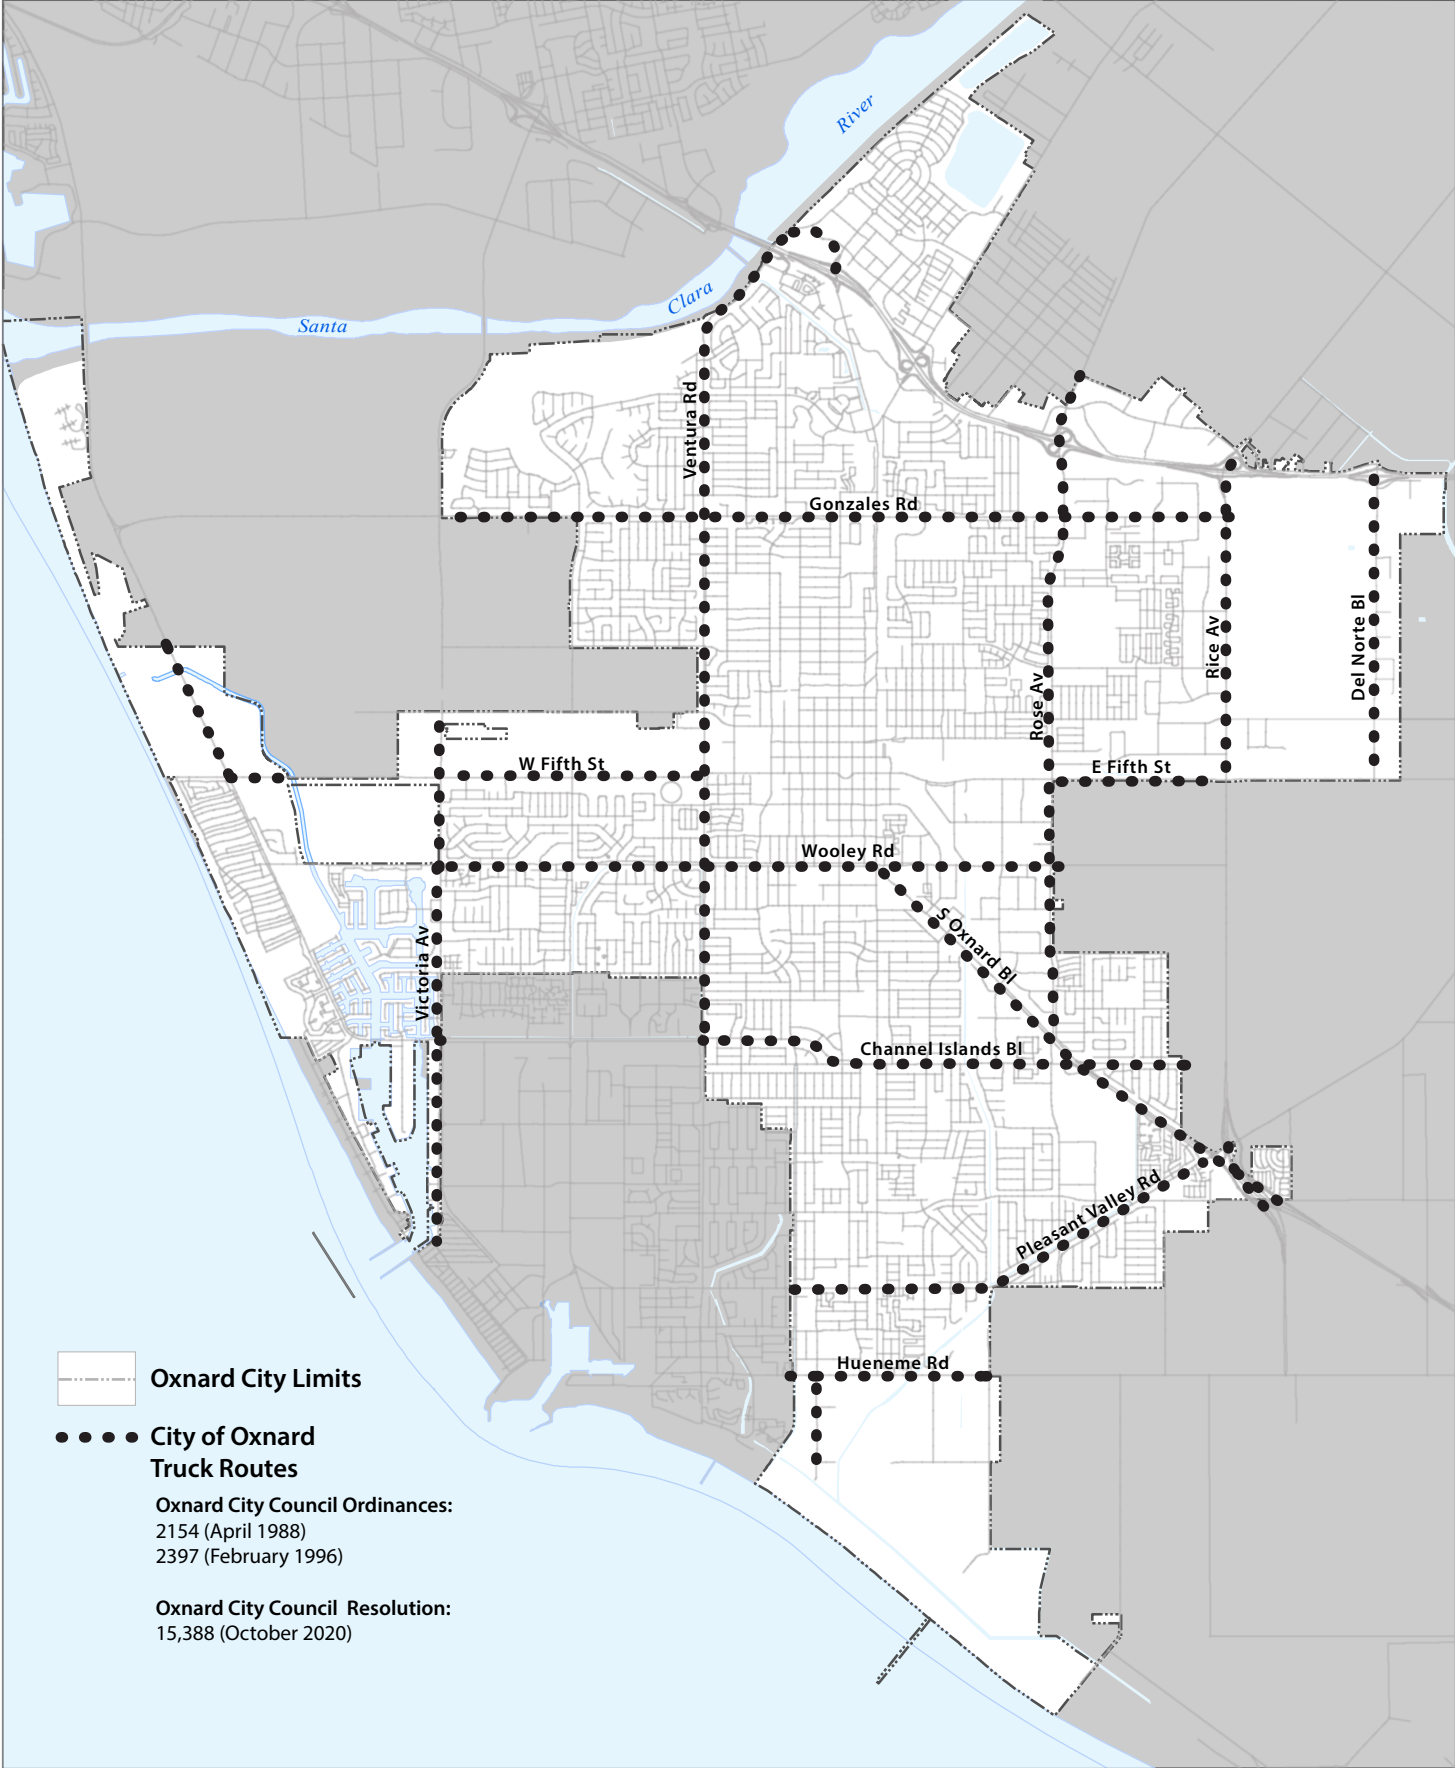 River
Clara
Santa
Ventura Rd
Gonzales Rd
Rose Av
Rice Av
Del Norte Bl
W Fifth St
E Fifth St
Wooley Rd
S Oxnard Bl
Victoria Av
Channel Islands Bl
Pleasant Valley Rd
Hueneme Rd
Oxnard City Limits
City of Oxnard
Truck Routes
Oxnard City Council Ordinances:
2154 (April 1988)
2397 (February 1996)
Oxnard City Council Resolution:
15,388 (October 2020)